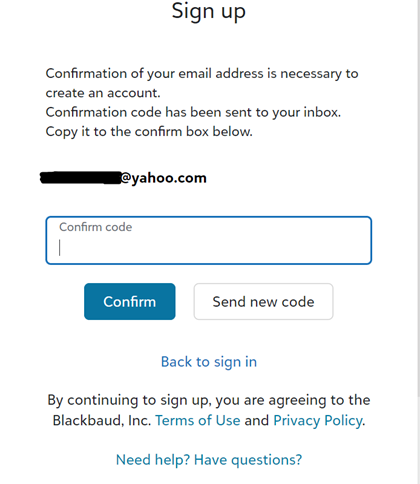 Sign up
Confirmation of your email address is necessary to
create an account.
Confirmation code has been sent to your inbox.
Copy it to the confirm box below.
@yahoo.com
Confirm code
Confirm Send new code
Back to sign in
By continuing to sign up, you are agreeing to the
Blackbaud, Inc. Terms of Use and Privacy Policy.
Need help? Have questions?